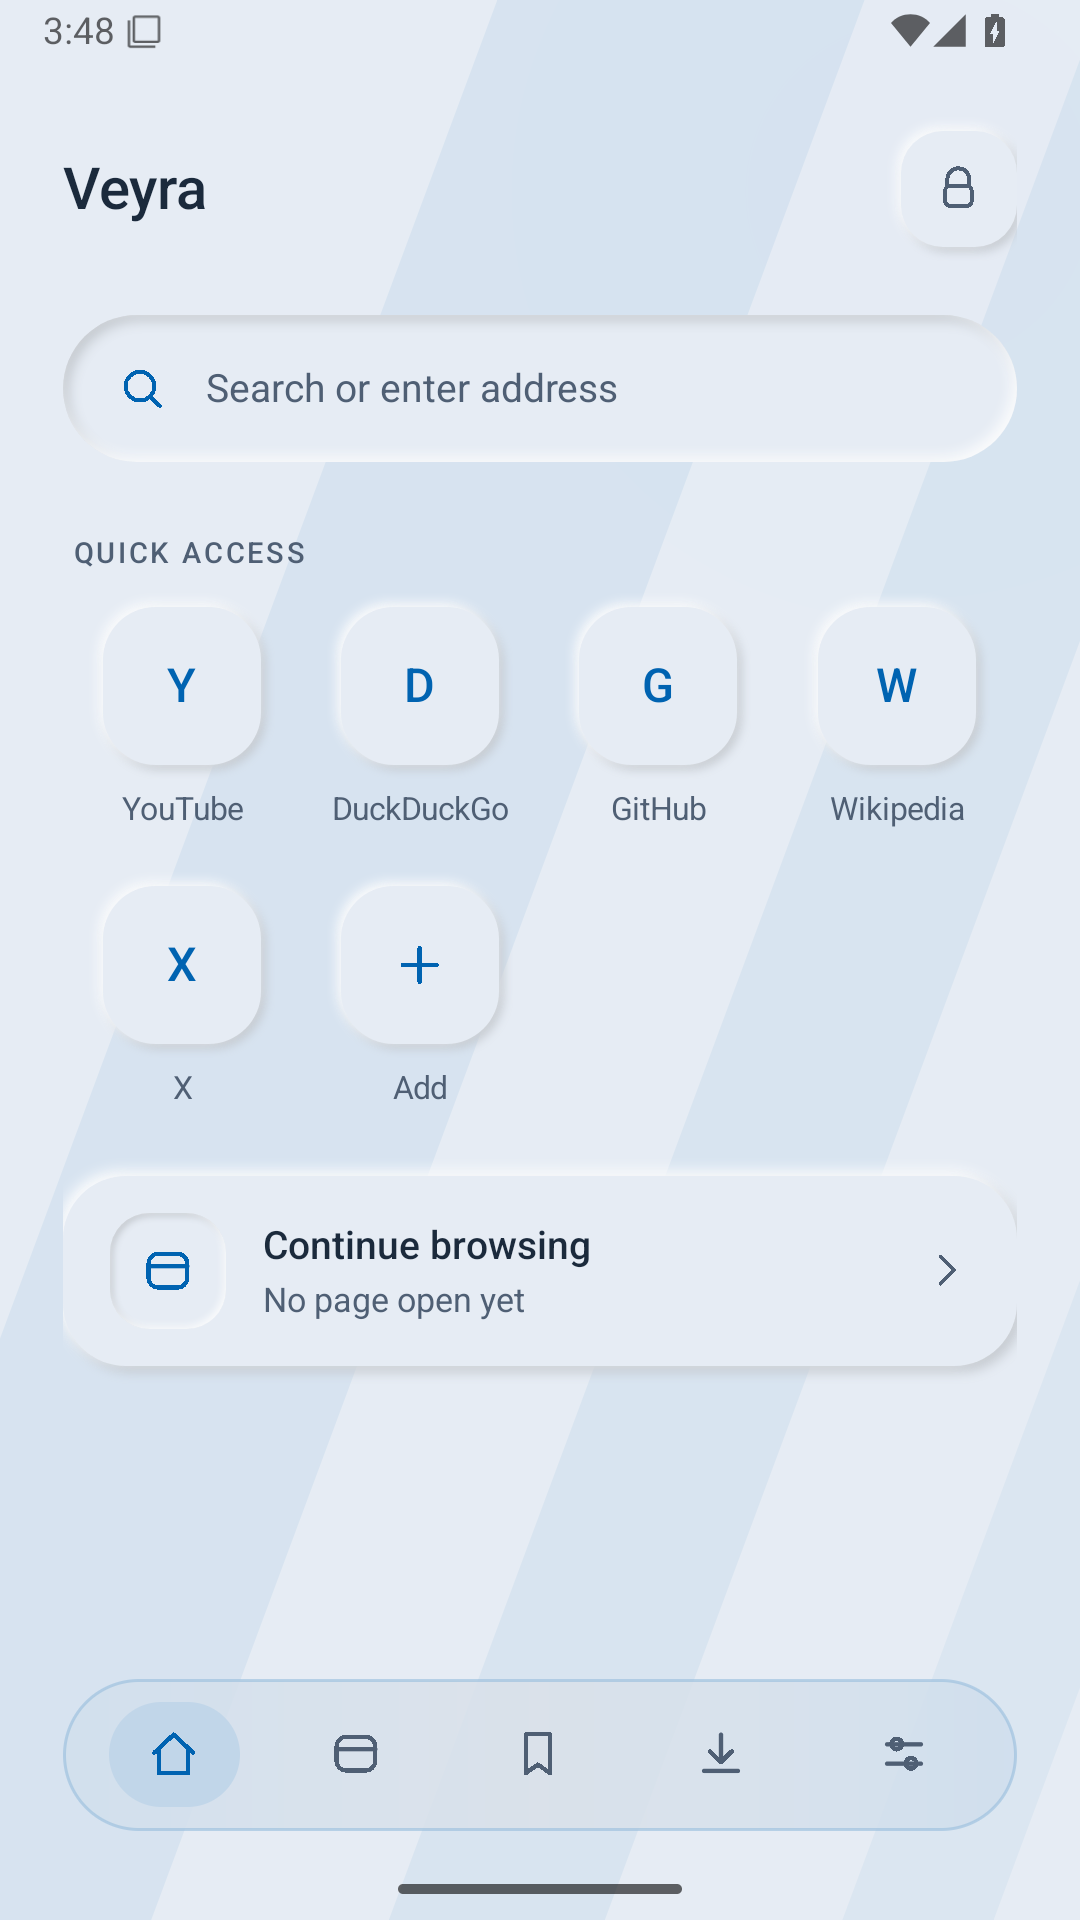 3:48
Veyra
Search or enter address
QUICK ACCESS
Y
D
G
W
YouTube
DuckDuckGo
GitHub
Wikipedia
X
X
Add
Continue browsing
No page open yet